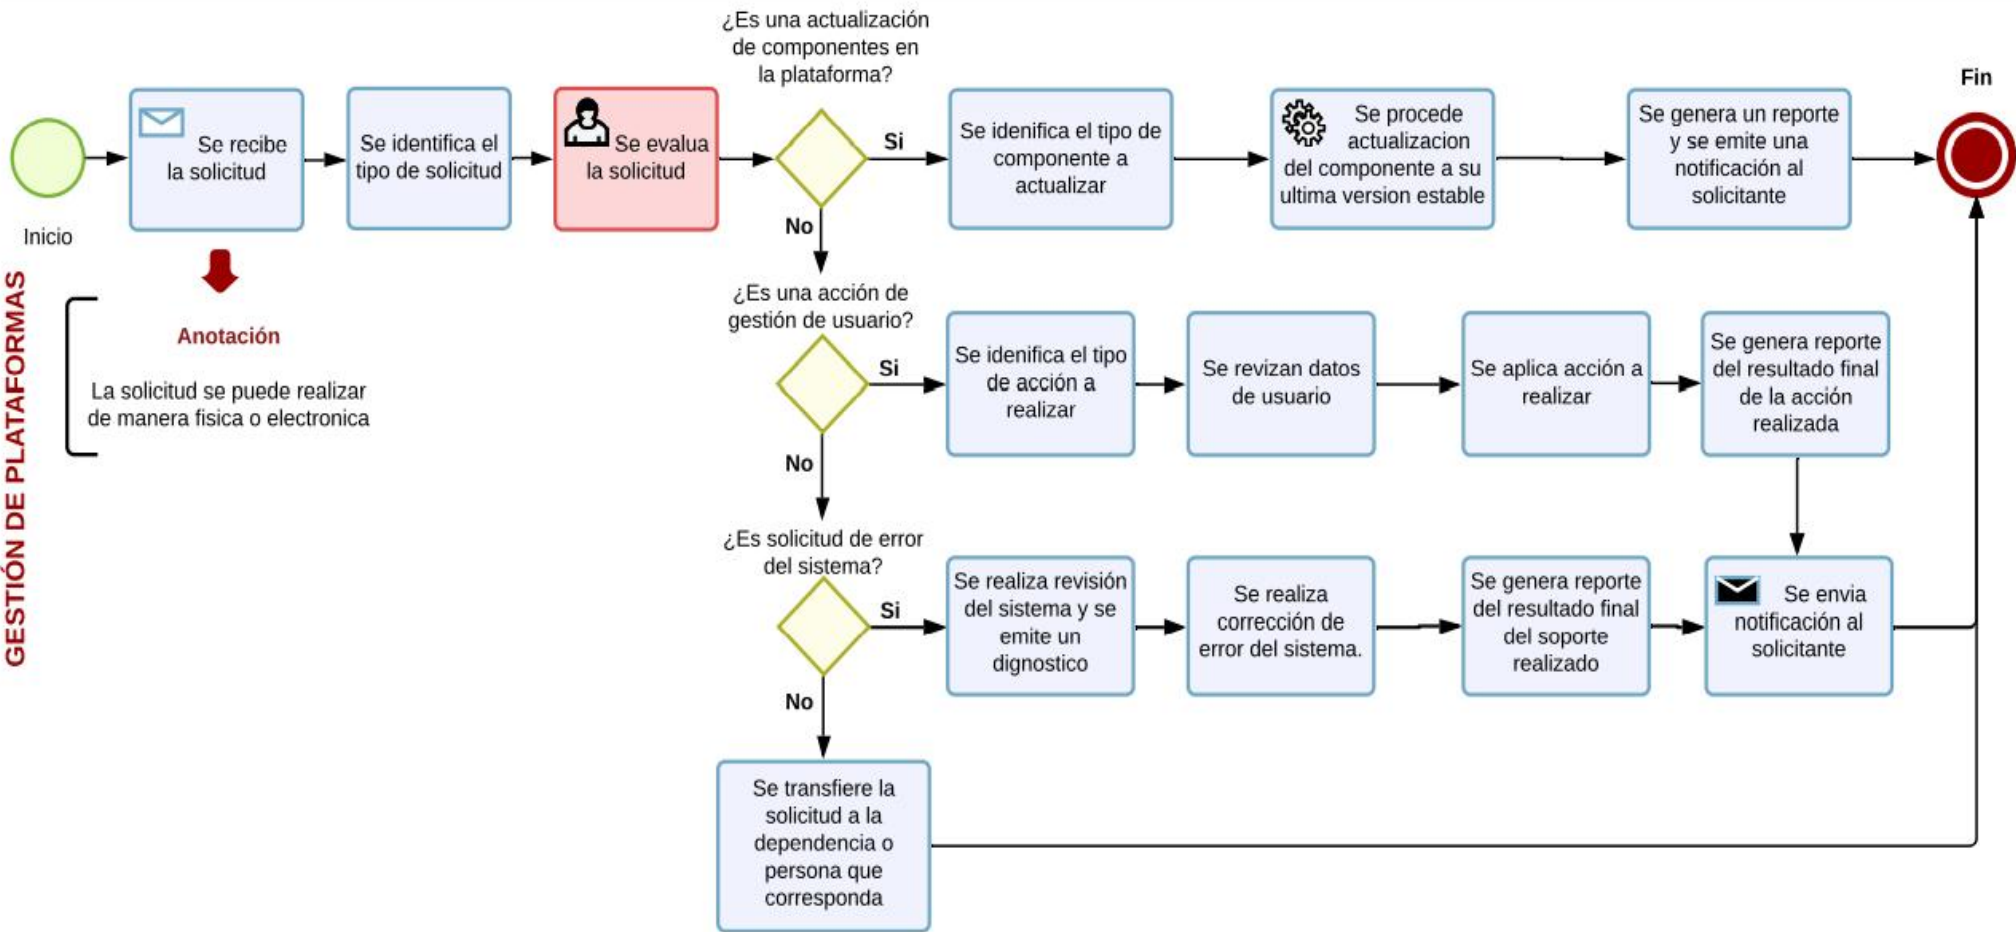 ¿Es una actualización
de componentes en
la plataforma?
Fin
Se recibe
la solicitud
Se identifica el
tipo de solicitud
Se evalua
la solicitud
Si
Se idenifica el tipo de
componente a
actualizar
Se procede
actualizacion
del componente a su
ultima version estable
Se genera un reporte
y se emite una
notificación al
solicitante
Inicio
No
GESTIÓN DE PLATAFORMAS
Anotación
La solicitud se puede realizar
de manera fisica o electronica
¿Es una acción de
gestión de usuario?
Si
Se idenifica el tipo
de acción a
realizar
Se revizan datos
de usuario
Se aplica acción a
realizar
Se genera reporte
del resultado final
de la acción
realizada
No
¿Es solicitud de error
del sistema?
Si
Se realiza revisión
del sistema y se
emite un
dignostico
Se realiza
corrección de
error del sistema.
Se genera reporte
del resultado final
del soporte
realizado
Se envia
notificación al
solicitante
No
Se transfiere la
solicitud a la
dependencia o
persona que
corresponda